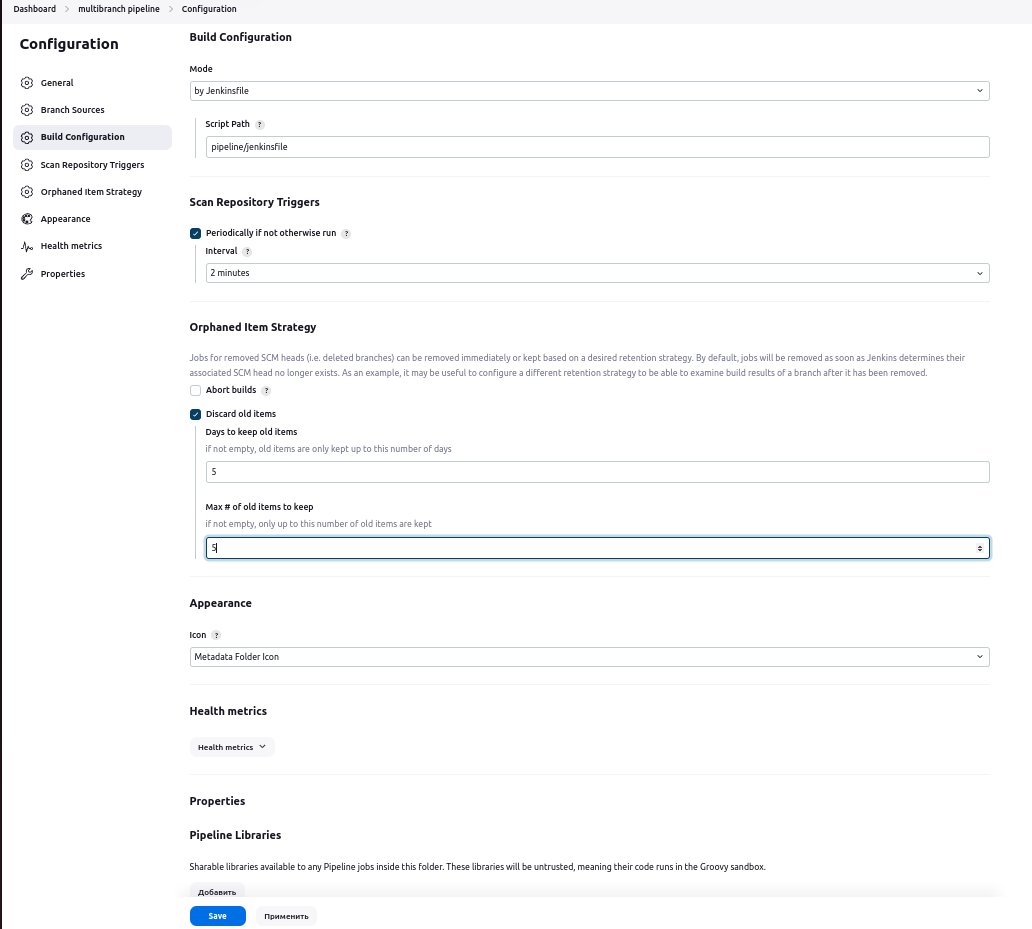 Dashboard > multibranch pipeline > Configuration
Configuration
General
Branch Sources
Build Configuration
Scan Repository Triggers
Orphaned Item Strategy
Appearance
Health metrics
Properties
Build Configuration
Mode
by Jenkinsfile
Script Path ?
pipeline/jenkinsfile
Scan Repository Triggers
Periodically if not otherwise run ?
Interval ?
2 minutes
Orphaned Item Strategy
Jobs for removed SCM heads (i.e. deleted branches) can be removed immediately or kept based on a desired retention strategy. By default, jobs will be removed as soon as Jenkins determines their
associated SCM head no longer exists. As an example, it may be useful to configure a different retention strategy to be able to examine build results of a branch after it has been removed.
Abort builds ?
Discard old items
Days to keep old items
if not empty, old items are only kept up to this number of days
5
Max # of old items to keep
if not empty, only up to this number of old items are kept
5
Appearance
Icon ?
Metadata Folder Icon
Health metrics
Health metrics
Properties
Pipeline Libraries
Sharable libraries available to any Pipeline jobs inside this folder. These libraries will be untrusted, meaning their code runs in the Groovy sandbox.
Добавить
Save Применить